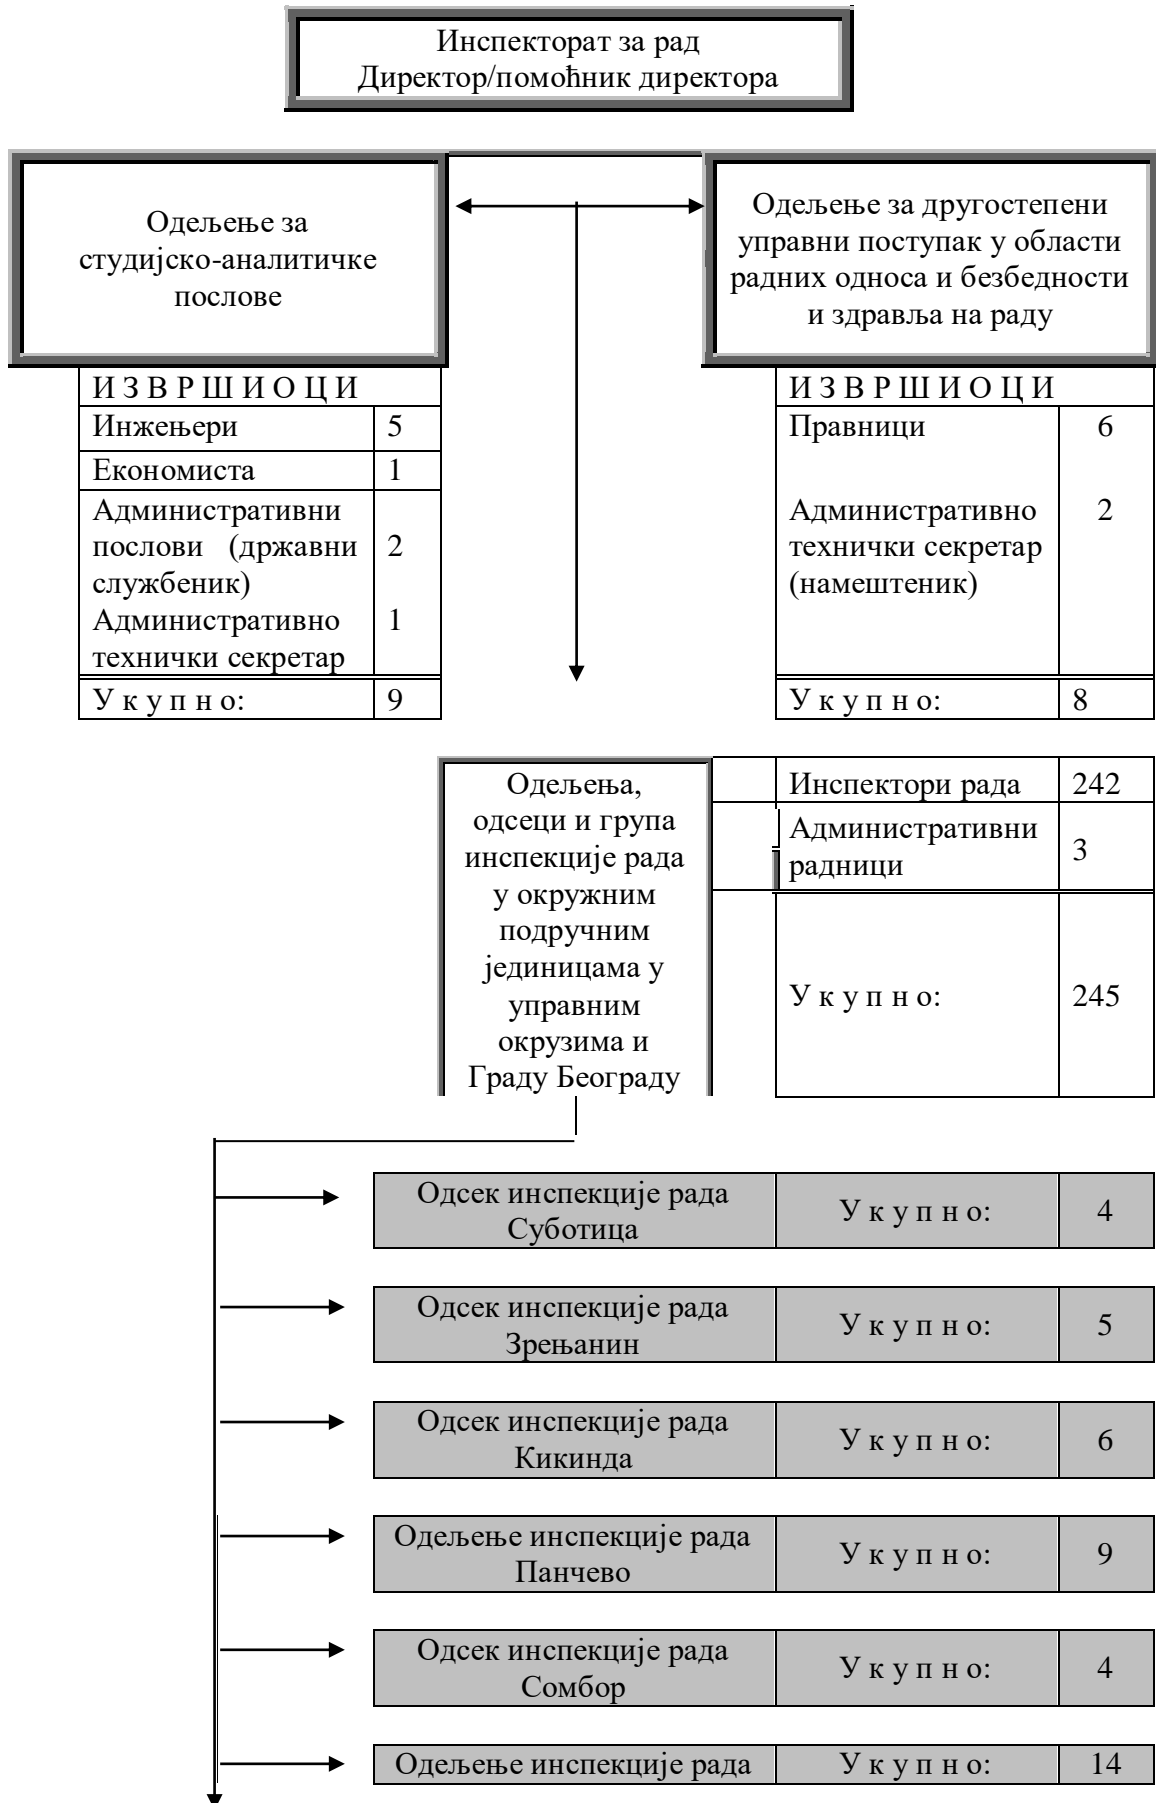 Инспекторат за рад
Директор/помоћник директора
Одељење за
студијско-аналитичке
послове
Одељење за другостепени
управни поступак у области
радних односа и безбедности
и здравља на раду
И З В Р Ш И О Ц И
Инжењери 5
Економиста 1
Административни
послови (државни 2
службеник)
Административно 1
технички секретар
У к у п н о: 9
И З В Р Ш И О Ц И
Правници 6
Административно 2
технички секретар
(намештеник)
У к у п н о: 8
Одељења,
одсеци и група
инспекције рада
у окружним
подручним
јединицама у
управним
окрузима и
Граду Београду
Инспектори рада 242
Административни
радници 3
У к у п н о: 245
Одсек инспекције рада
Суботица У к у п н о: 4
Одсек инспекције рада
Зрењанин У к у п н о: 5
Одсек инспекције рада
Кикинда У к у п н о: 6
Одељење инспекције рада
Панчево У к у п н о: 9
Одсек инспекције рада
Сомбор У к у п н о: 4
Одељење инспекције рада У к у п н о: 14